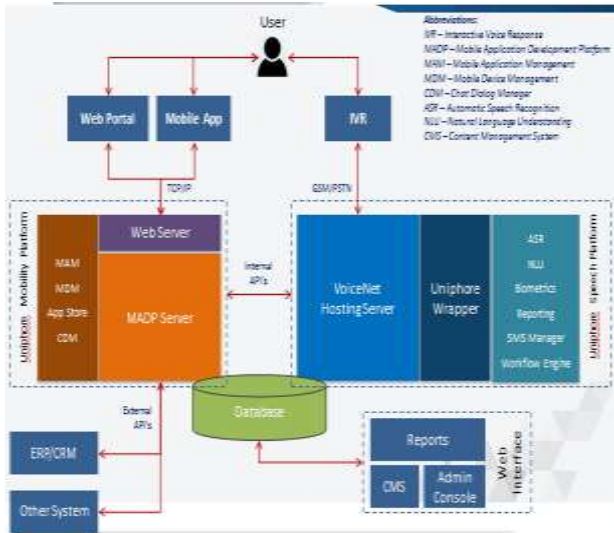 Abbreviations:
IVR – Interactive Voice Response
MADP – Mobile Application Development Platform
MAM – Mobile Application Management
MDM – Mobile Device Management
CDM – Chat Dialog Manager
ASR – Automatic Speech Recognition
NLU – Natural Language Understanding
CMS – Content Management System
User
Web Portal
Mobile App
IVR
TCP/IP
GSM/PSTN
Uniphore Mobility Platform
MAM
MDM
App Store
CDM
Web Server
MADP Server
Internal
API's
VoiceNet
Hosting Server
Uniphore
Wrapper
ASR
NLU
Biometrics
Reporting
SMS Manager
Workflow Engine
Uniphore Speech Platform
Database
External
API's
ERP/CRM
Other System
Reports
CMS
Admin
Console
Web
Interface